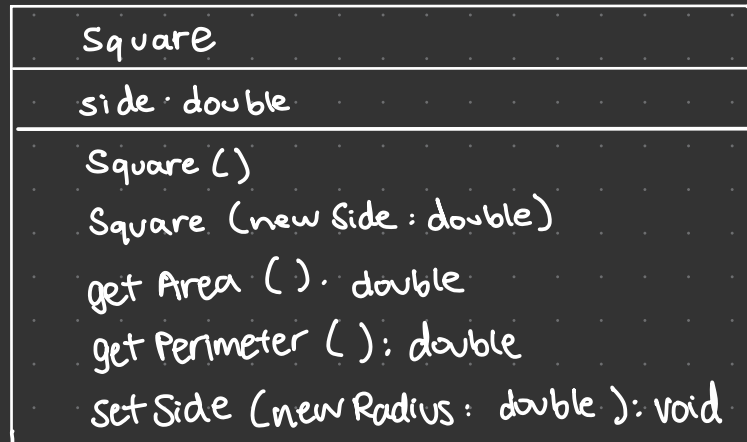 Square
side : double
Square ()
Square (new Side : double)
get Area () : double
get Perimeter () : double
set Side (new Radius : double) : void